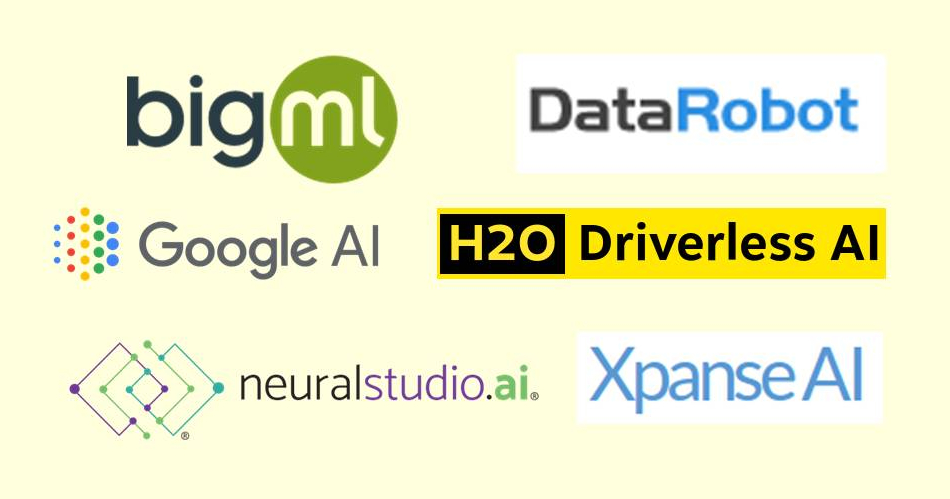 bigml
DataRobot
Google AI
H2O Driverless AI
neuralstudio.ai®
®
Xpanse AI